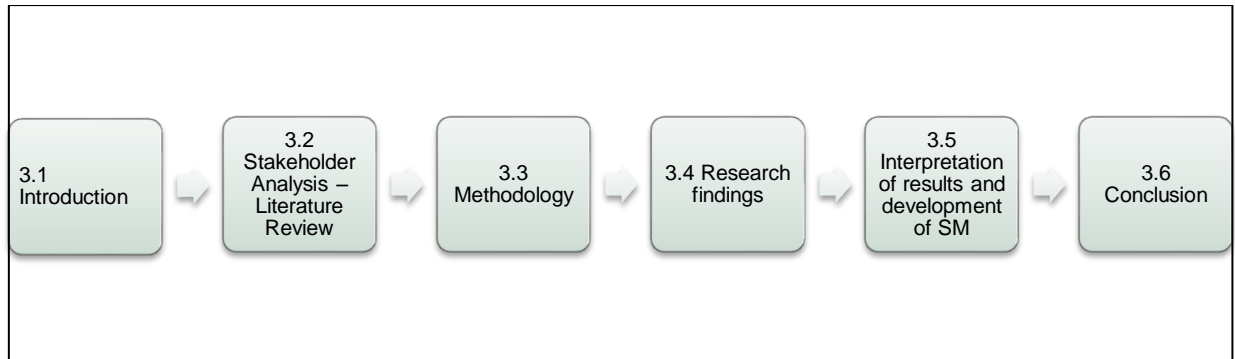 3.1
Introduction
3.2
Stakeholder
Analysis –
Literature
Review
3.3
Methodology
3.4 Research
findings
3.5
Interpretation
of results and
development
of SM
3.6
Conclusion